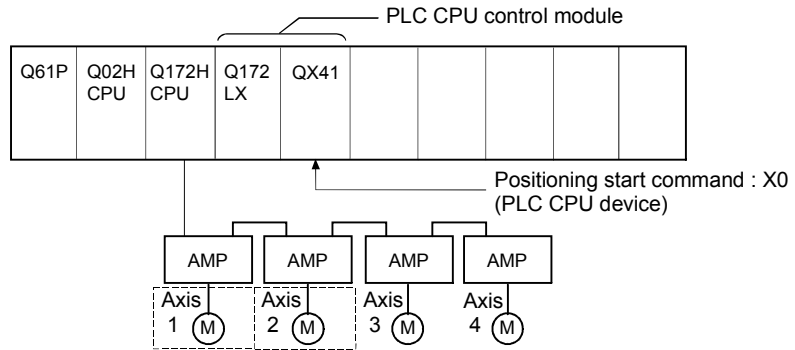 PLC CPU control module
Q61P
Q02H
CPU
Q172H
CPU
Q172
LX
QX41
Positioning start command : X0
(PLC CPU device)
AMP
AMP
AMP
AMP
Axis
1
M
Axis
2
M
Axis
3
M
Axis
4
M